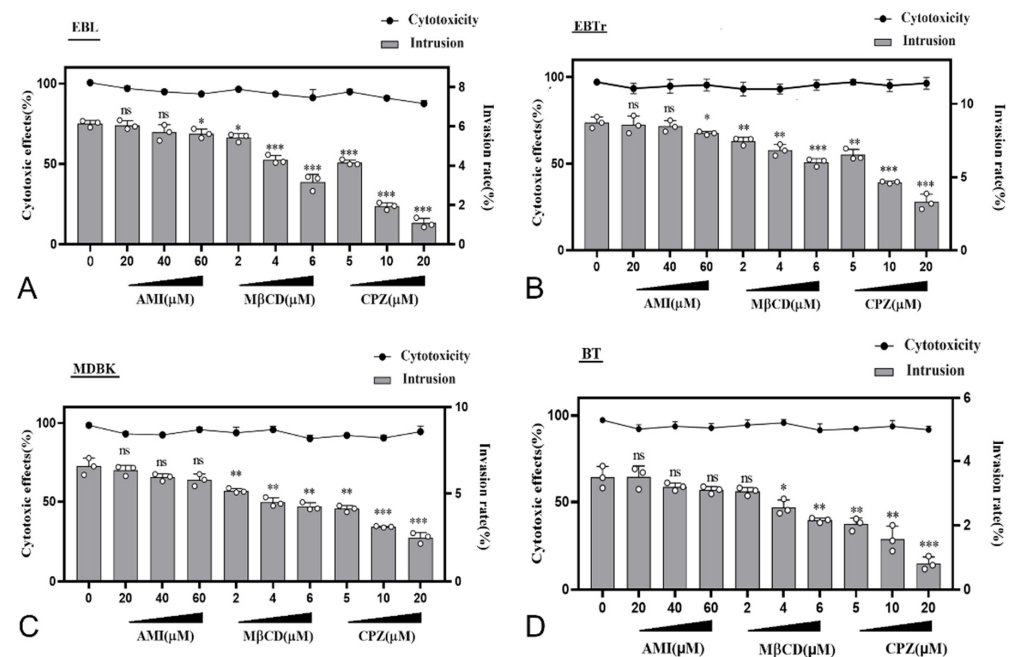 EBL
Cytotoxicity
Intrusion
100
50
0
Cytotoxic effects(%)
8
6
4
2
0
Invasion rate(%)
ns ns * * *** *** *** *** ***
0 20 40 60 2 4 6 5 10 20
AMI(μM) MβCD(μM) CPZ(μM)
A
EBTr
Cytotoxicity
Intrusion
100
50
0
Cytotoxic effects(%)
10
5
0
Invasion rate(%)
ns ns * ** ** *** ** *** ***
0 20 40 60 2 4 6 5 10 20
AMI(μM) MβCD(μM) CPZ(μM)
B
MDBK
Cytotoxicity
Intrusion
100
50
0
Cytotoxic effects(%)
10
5
0
Invasion rate(%)
ns ns ns ** ** ** ** *** ***
0 20 40 60 2 4 6 5 10 20
AMI(μM) MβCD(μM) CPZ(μM)
C
BT
Cytotoxicity
Intrusion
100
50
0
Cytotoxic effects(%)
6
4
2
0
Invasion rate(%)
ns ns ns ns * ** ** ** ***
0 20 40 60 2 4 6 5 10 20
AMI(μM) MβCD(μM) CPZ(μM)
D